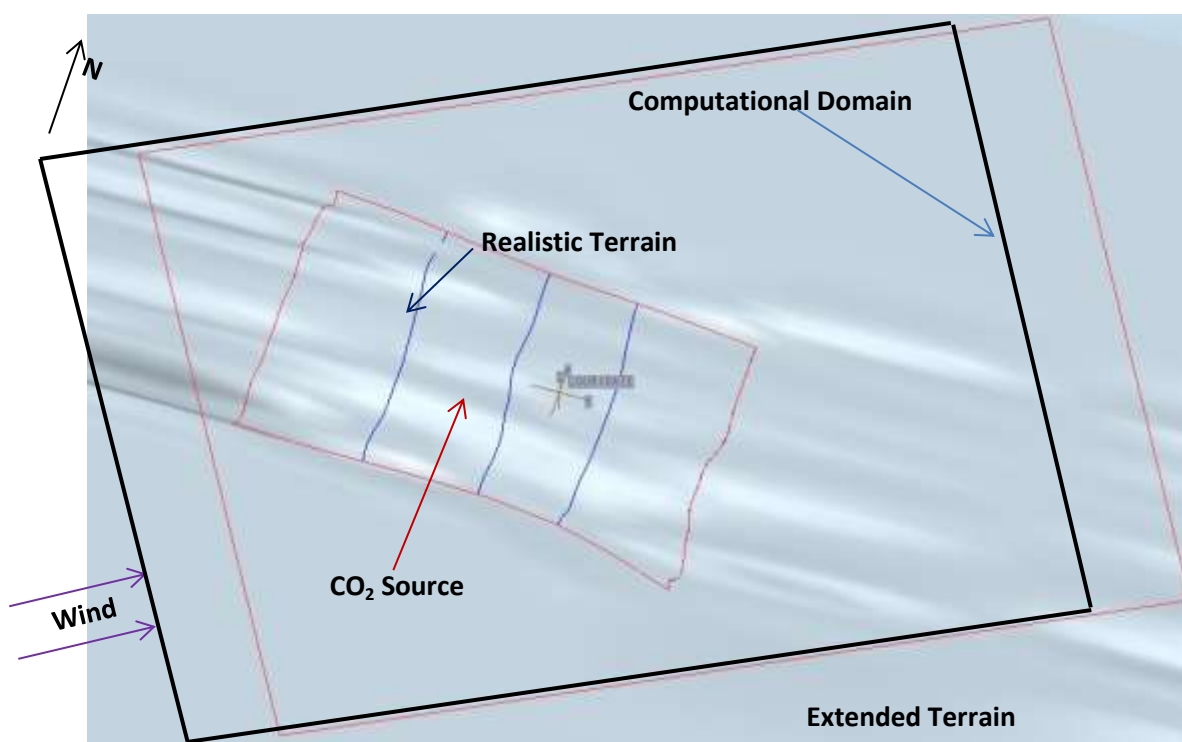 N
Computational Domain
Realistic Terrain
CO₂ Source
Wind
Extended Terrain